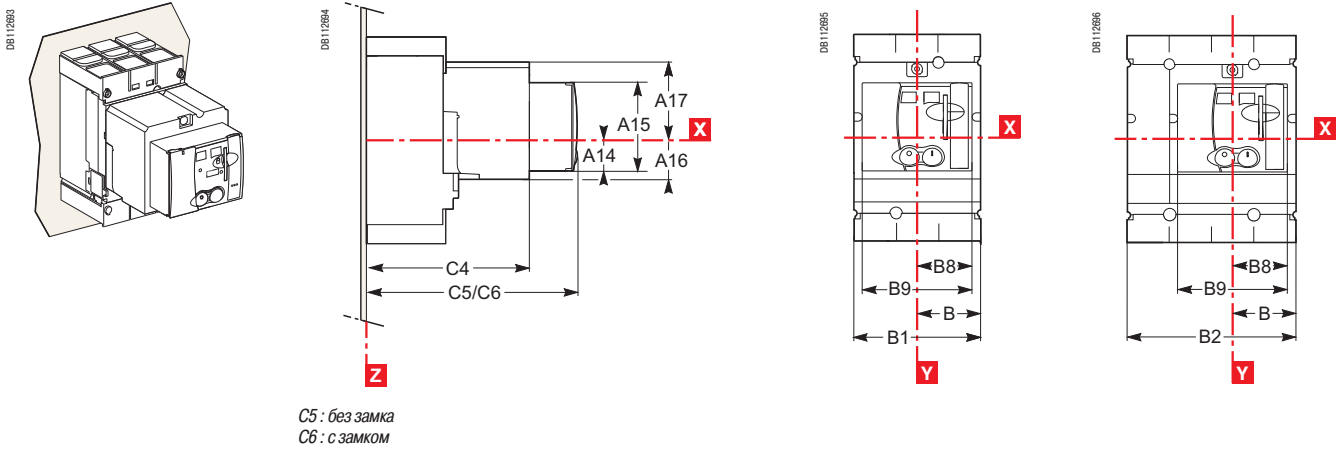 DB112693
DB112694
DB112695
DB112696
A17
A15
A14
A16
X
C4
C5/C6
Z
X
B8
B9
B
B1
Y
X
B8
B9
B
B2
Y
C5 : без замка
C6 : с замком